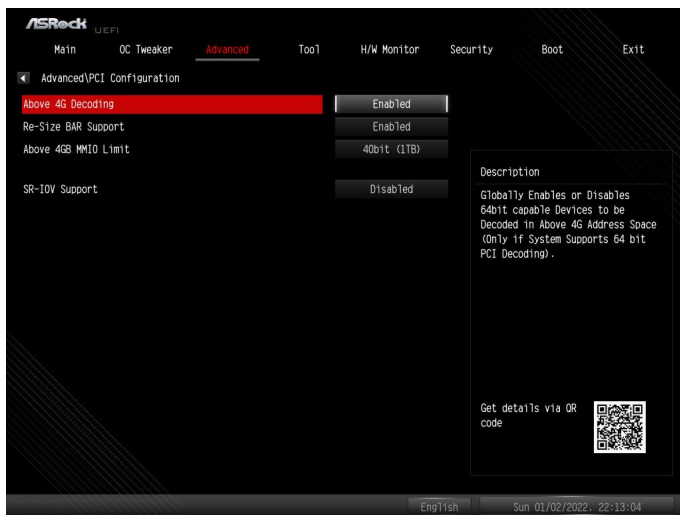 ASRock UEFI
Main OC Tweaker Advanced Tool H/W Monitor Security Boot Exit
Advanced\PCI Configuration
Above 4G Decoding Enabled
Re-Size BAR Support Enabled
Above 4GB MMIO Limit 40bit (1TB)
SR-IOV Support Disabled
Description
Globally Enables or Disables
64bit capable Devices to be
Decoded in Above 4G Address Space
(Only if System Supports 64 bit
PCI Decoding).
Get details via QR
code
English Sun 01/02/2022. 22:13:04